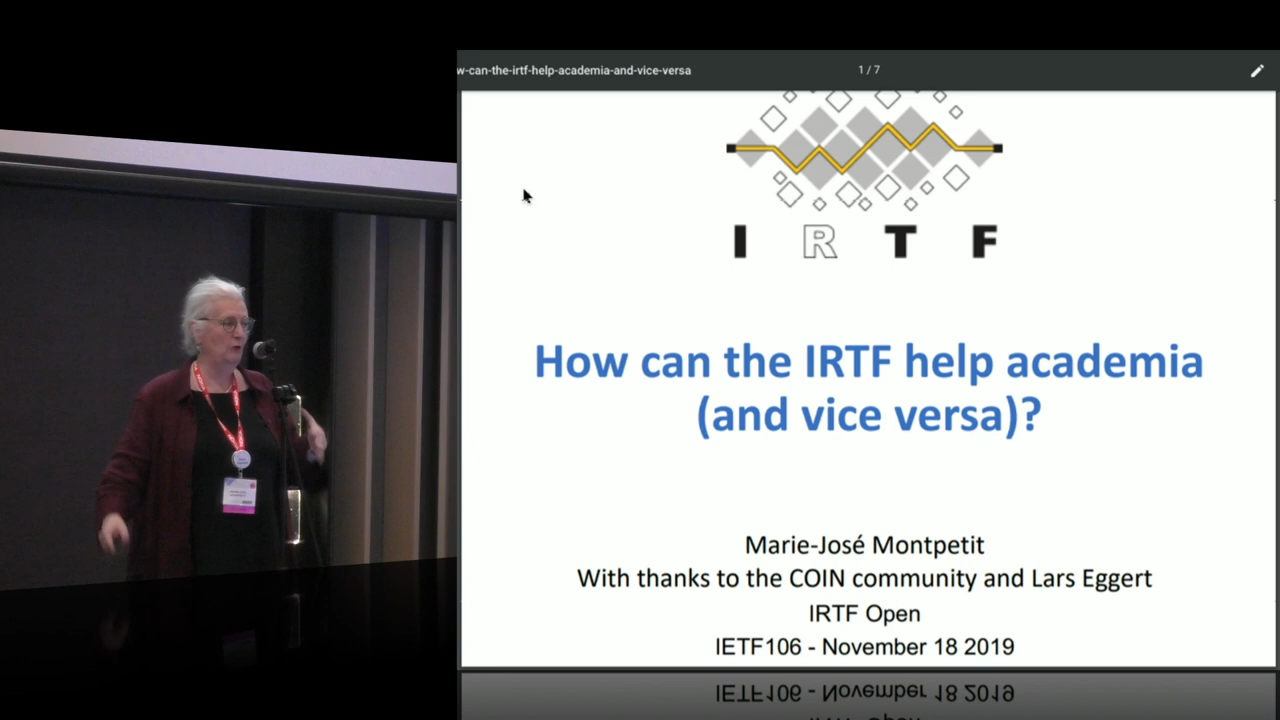 w-can-the-irtf-help-academia-and-vice-versa
1 / 7
I R T F
How can the IRTF help academia
(and vice versa)?
Marie-José Montpetit
With thanks to the COIN community and Lars Eggert
IRTF Open
IETF106 - November 18 2019